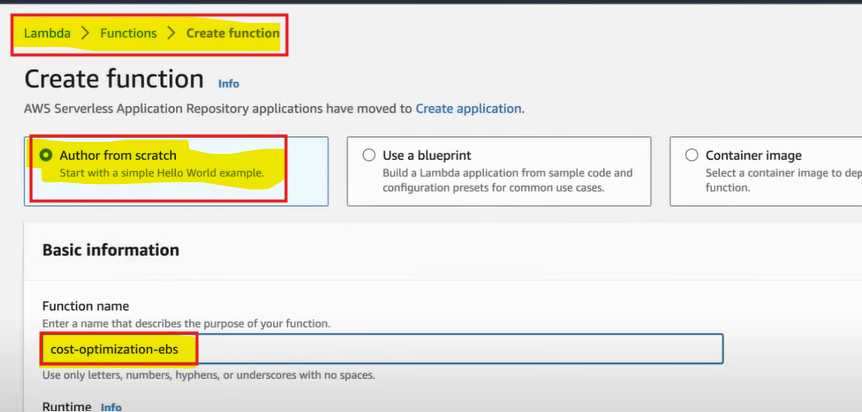 Lambda > Functions > Create function
Create function Info
AWS Serverless Application Repository applications have moved to Create application.
Author from scratch
Start with a simple Hello World example.
Use a blueprint
Build a Lambda application from sample code and
configuration presets for common use cases.
Container image
Select a container image to dep
function.
Basic information
Function name
Enter a name that describes the purpose of your function.
cost-optimization-ebs
Use only letters, numbers, hyphens, or underscores with no spaces.
Runtime Info